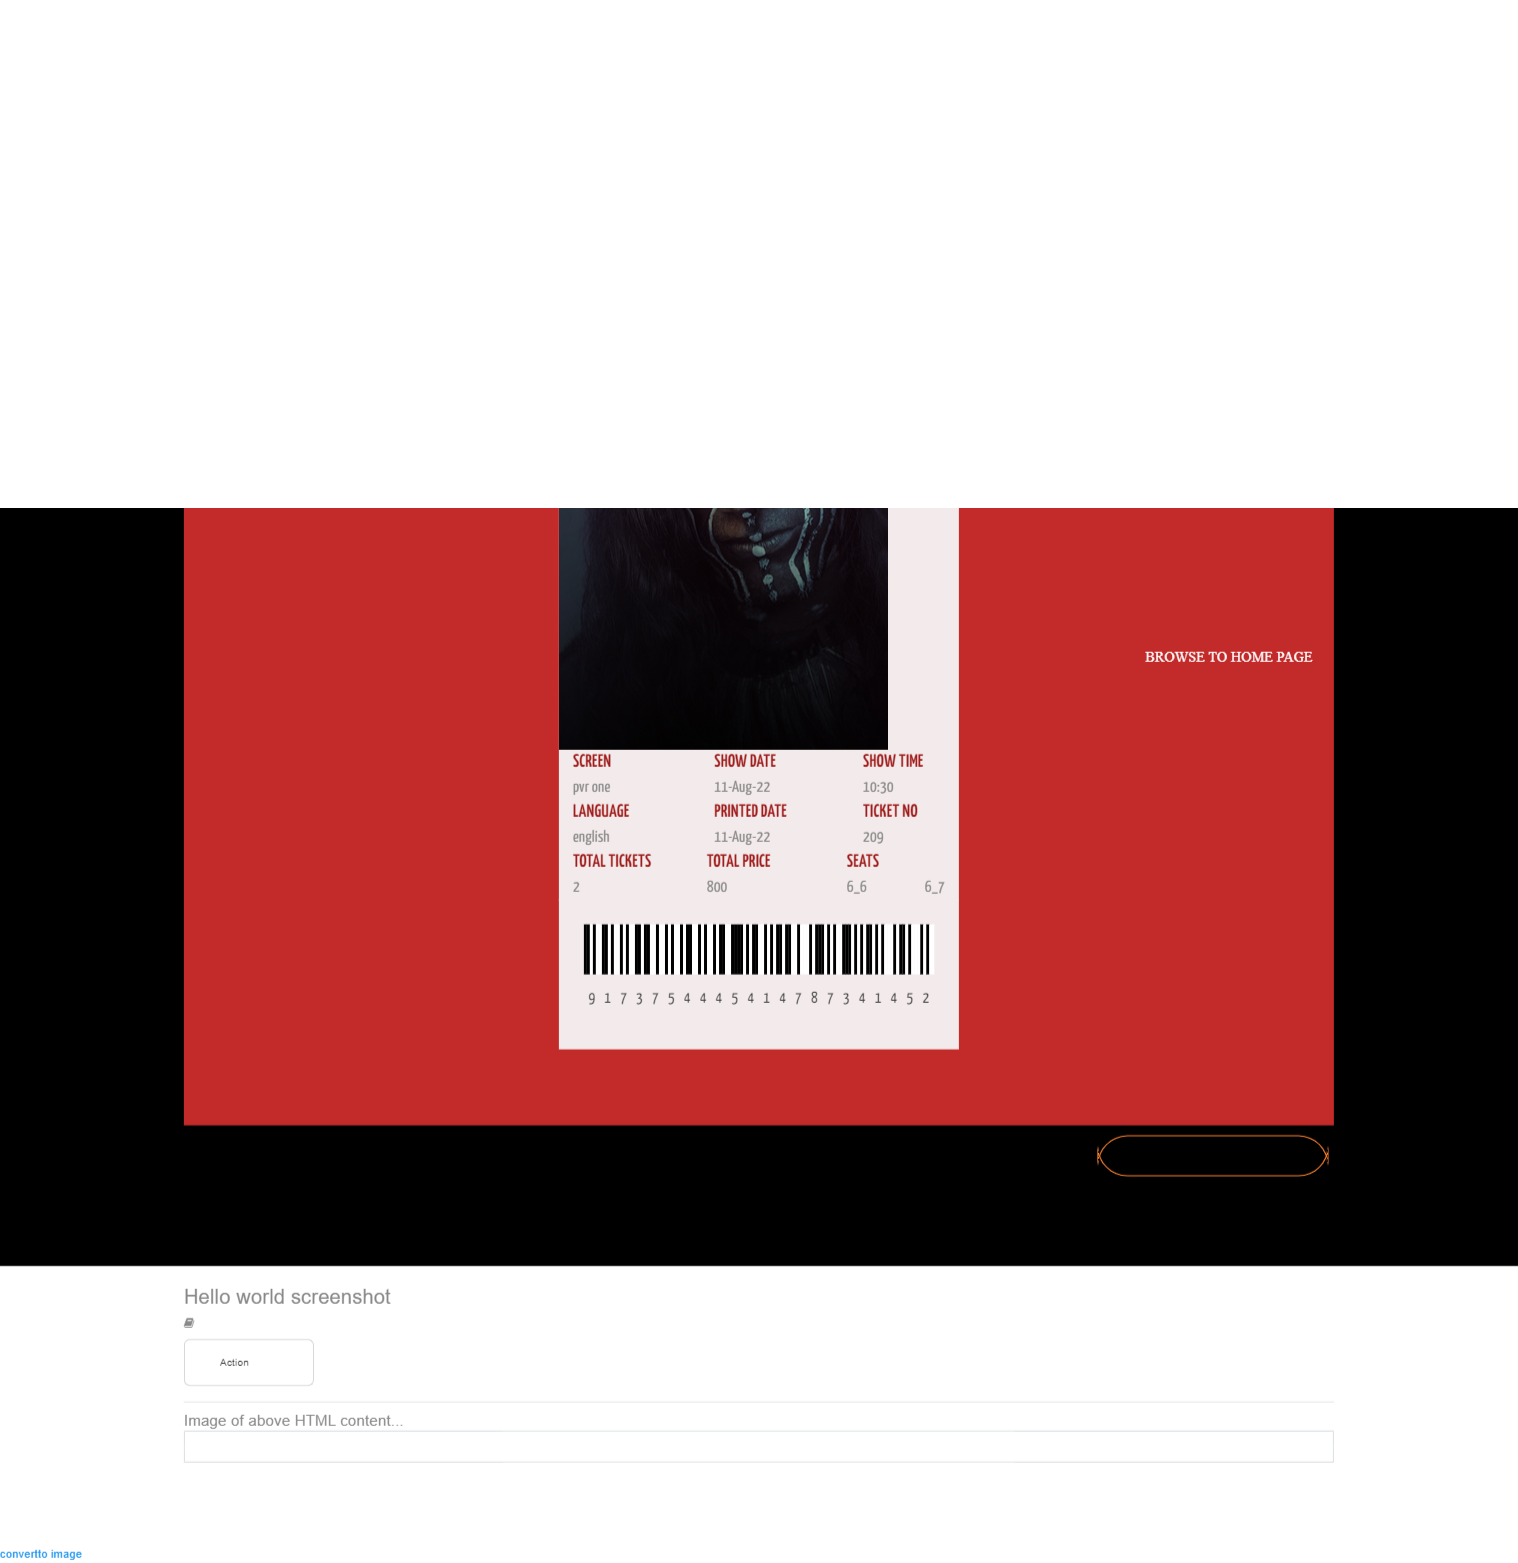 BROWSE TO HOME PAGE
SCREEN SHOW DATE SHOW TIME
pvr one 11-Aug-22 10:30
LANGUAGE PRINTED DATE TICKET NO
english 11-Aug-22 209
TOTAL TICKETS TOTAL PRICE SEATS
2 800 6_6 6_7
9 1 7 3 7 5 4 4 4 5 4 1 4 7 8 7 3 4 1 4 5 2
Hello world screenshot
Action
Image of above HTML content...
convertto image